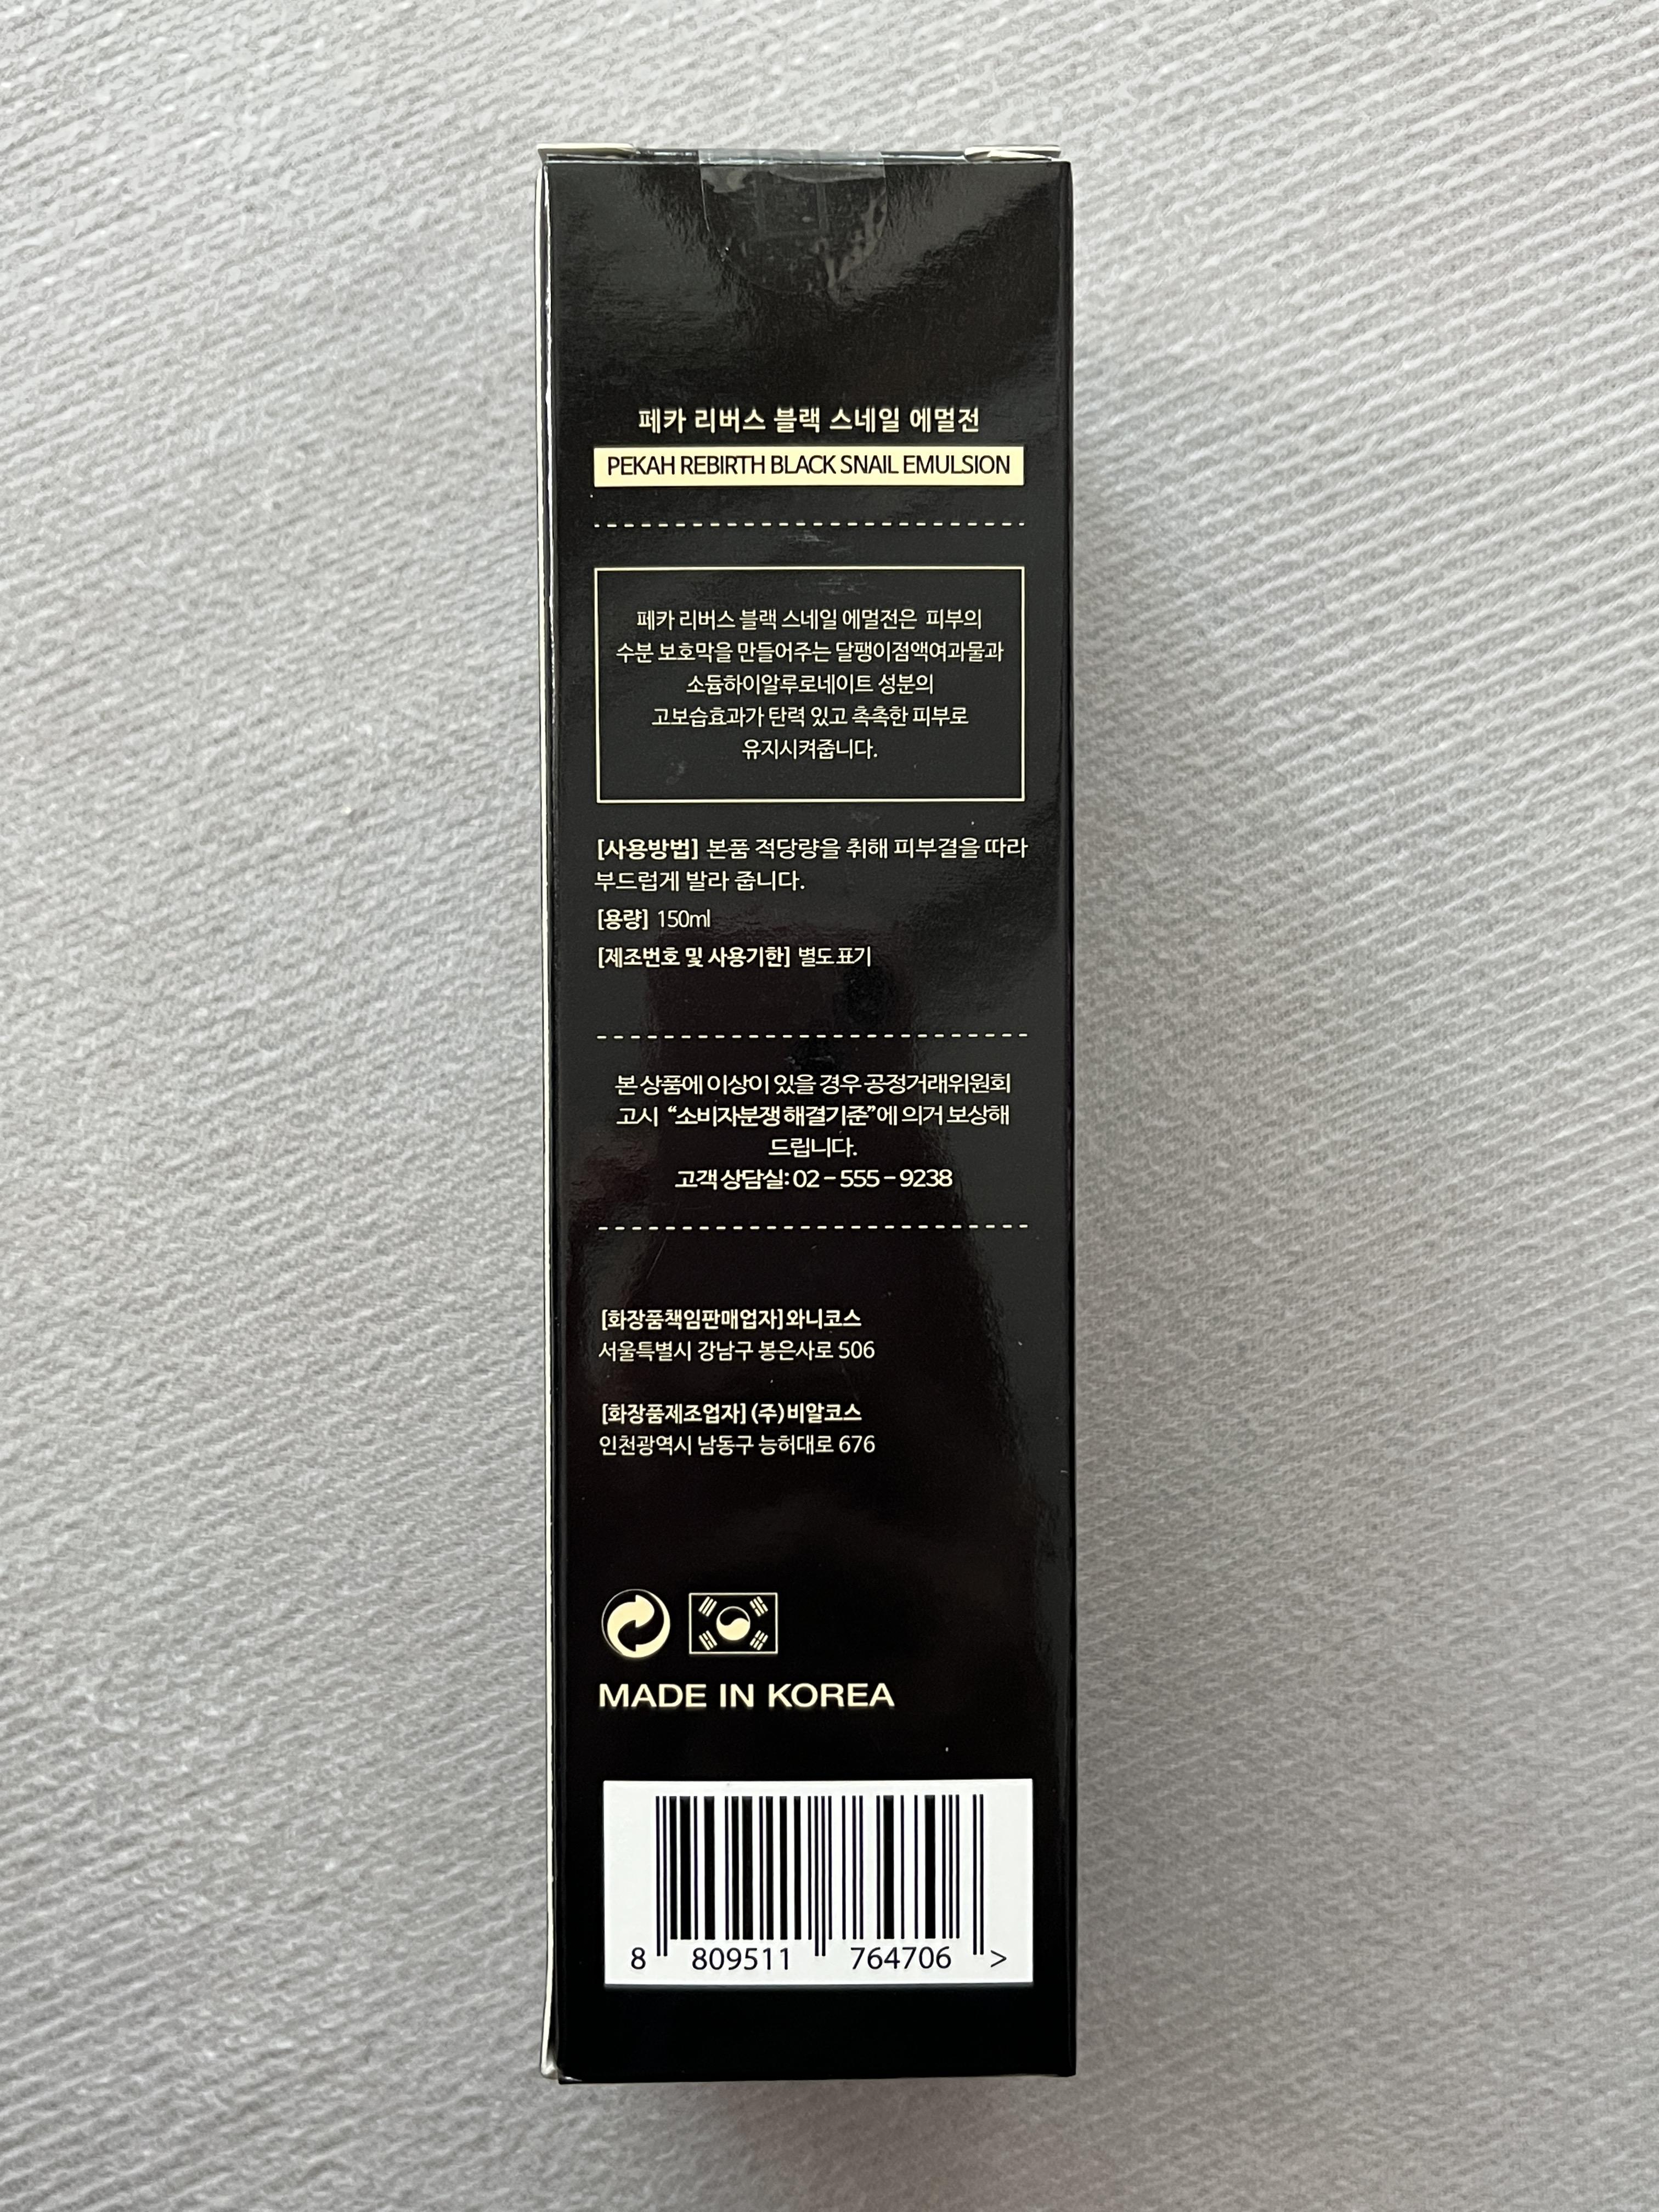 페카 리버스 블랙 스네일 에멀전
PEKAH REBIRTH BLACK SNAIL EMULSION
페카 리버스 블랙 스네일 에멀전은 피부의
수분 보호막을 만들어주는 달팽이점액여과물과
소듐하이알루로네이트 성분의
고보습효과가 탄력 있고 촉촉한 피부로
유지시켜줍니다.
[사용방법] 본품 적당량을 취해 피부결을 따라
부드럽게 발라 줍니다.
[용량] 150ml
[제조번호 및 사용기한] 별도 표기
본 상품에 이상이 있을 경우 공정거래위원회
고시 “소비자분쟁 해결기준”에 의거 보상해
드립니다.
고객 상담실: 02 – 555 – 9238
[화장품책임판매업자] 와니코스
서울특별시 강남구 봉은사로 506
[화장품제조업자] (주)비알코스
인천광역시 남동구 능허대로 676
MADE IN KOREA
8 809511 764706 >